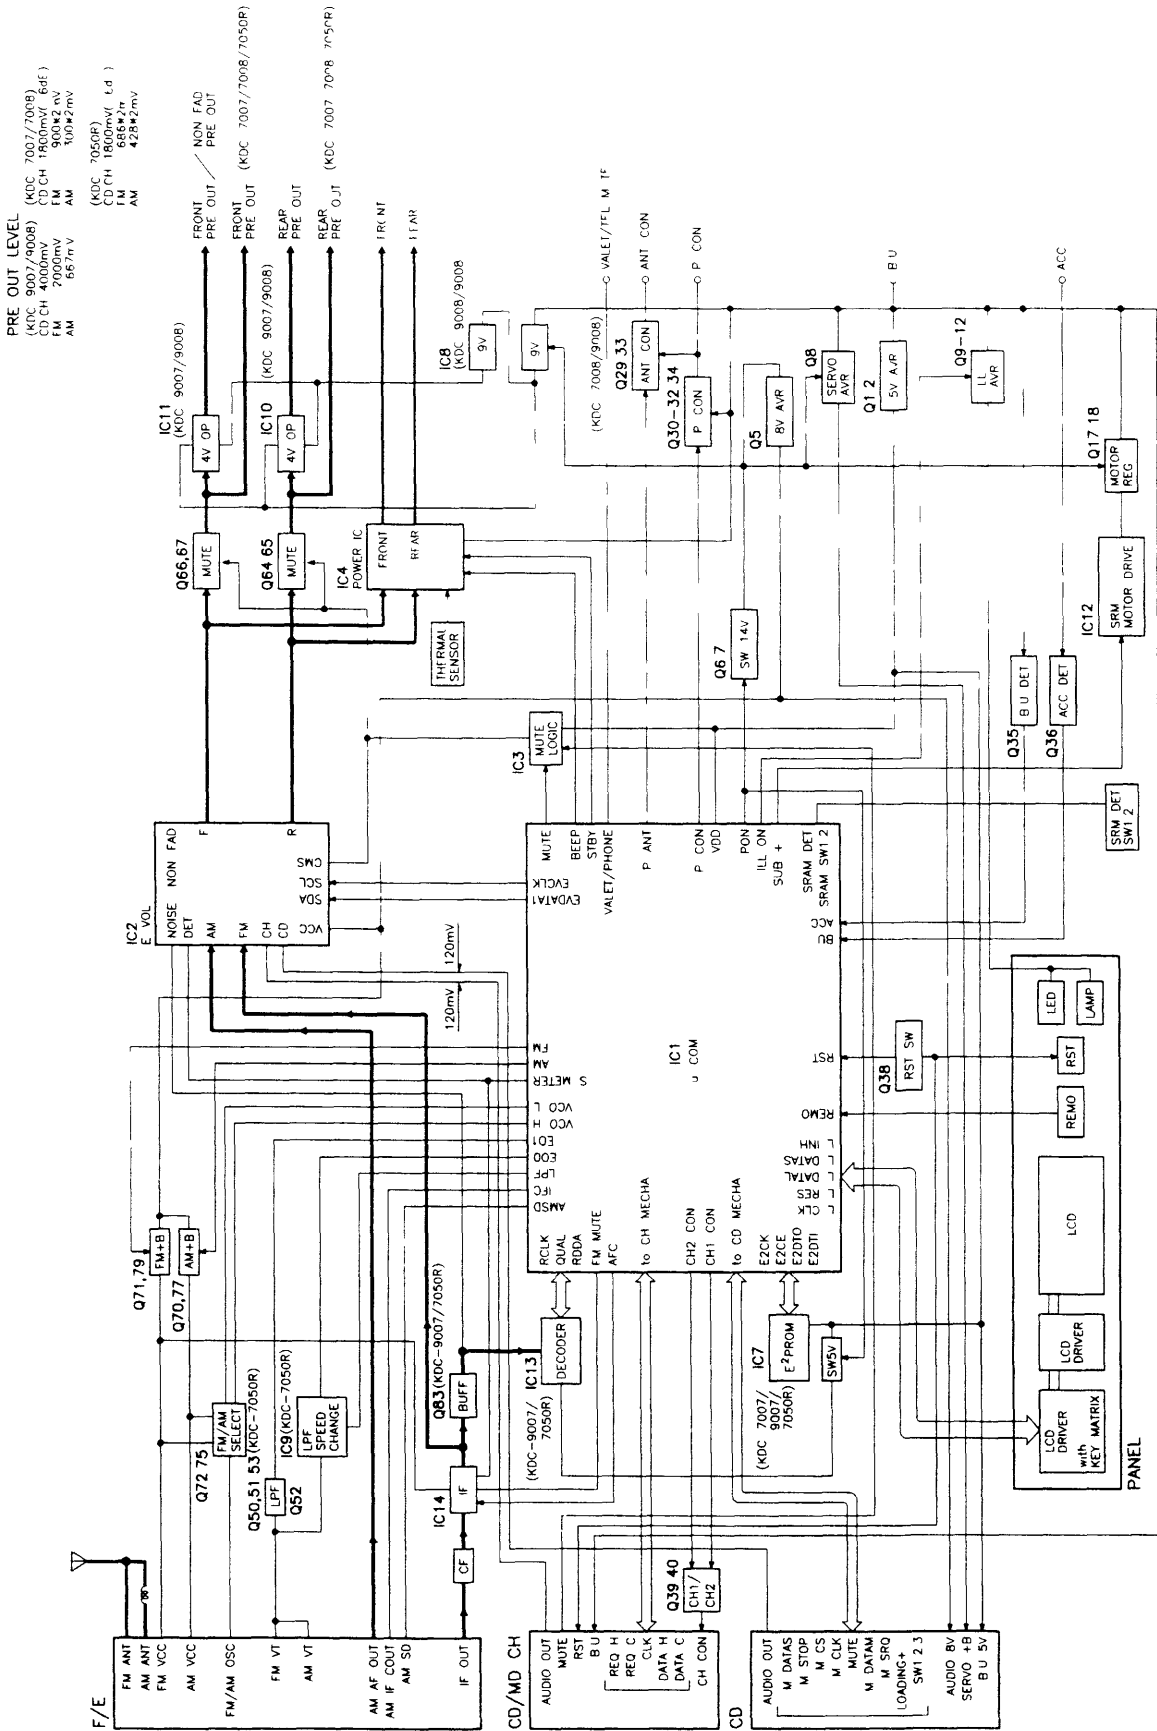 PRE OUT LEVEL
(KDC 9007/9008)
CD CH 4000mV
FM 2000mV
AM 667mV
(KDC 7007/7008)
CD CH 1800mV
FM 900*2 mV
AM 300*2mV
(KDC 7050R)
CD CH 1800mV
FM 686*2
AM 428*2mV
FRONT
PRE OUT / NON FAD
PRE OUT
FRONT
PRE OUT (KDC 7007/7008/7050R)
REAR
PRE OUT
REAR
PRE OUT (KDC 7007 7008 7050R)
IC11
(KDC 9007/9008)
4V OP
IC10
(KDC 9007/9008)
4V OP
Q66,67
MUTE
Q64 65
MUTE
IC4
POWER IC
FRONT
REAR
THERMAL
SENSOR
IC8
(KDC 9008/9008)
9V
9V
VALET/TEL
ANT CON
P CON
B U
ACC
(KDC 7008/9008)
Q29 33
ANT CON
Q30-32 34
P CON
Q5
8V AVR
Q8
SERVO
AVR
Q1 2
5V AVR
Q9-12
AVR
Q17 18
MOTOR
REG
IC12
SRM
MOTOR DRIVE
Q6 7
SW 14V
Q35
B U DET
Q36
ACC DET
SRM DET
SW1 2
IC3
MUTE
LOGIC
IC2
E VOL
NOISE
DET
AM
FM
CH
CD
VCC
NON FAD
F
R
CMS
SCL
SDA
120mV
120mV
IC1
COM
MUTE
BEEP
STBY
VALET/PHONE
P ANT
P CON
VDD
PON
ILL ON
SUB +
SRAM DET
SRAM SW1 2
EVCLK
EVDATA1
FM
AM
S METER
VCO L
VCO H
EO1
EO0
LPF
IFC
AMSD
RCLK
QUAL
RDDA
FM MUTE
AFC
to CH MECHA
CH2 CON
CH1 CON
to CD MECHA
E2CK
E2CE
E2DTO
E2DTI
ACC
BU
RST
REMO
L INH
L DATAS
L DATAL
L RES
L CLK
Q38
RST SW
LED
LAMP
RST
REMO
LCD
LCD
DRIVER
LCD
DRIVER
with
KEY MATRIX
PANEL
Q71,79
FM+B
Q70,77
AM+B
Q72 75
FM/AM
SELECT
Q50,51 53(KDC-7050R)
LPF
Q52
IC9(KDC-7050R)
LPF
SPEED
CHANGE
Q83(KDC-9007/7050R)
BUFF
IC14
IF
CF
IC13
DECODER
(KDC-9007/
7050R)
IC7
E2PROM
(KDC 7007/
9007/
7050R)
SW5V
Q39 40
CH1/
CH2
F/E
FM ANT
AM ANT
FM VCC
AM VCC
FM/AM OSC
FM VT
AM VT
AM AF OUT
AM IF COUT
AM SD
IF OUT
CD/MD CH
AUDIO OUT
MUTE
RST
B U
REQ H
REQ C
CLK
DATA H
DATA C
CH CON
CD
AUDIO OUT
M DATAS
M STOP
M CS
M CLK
MUTE
M DATAM
M SRQ
LOADING+
SW1 2 3
AUDIO 8V
SERVO +B
B U 5V